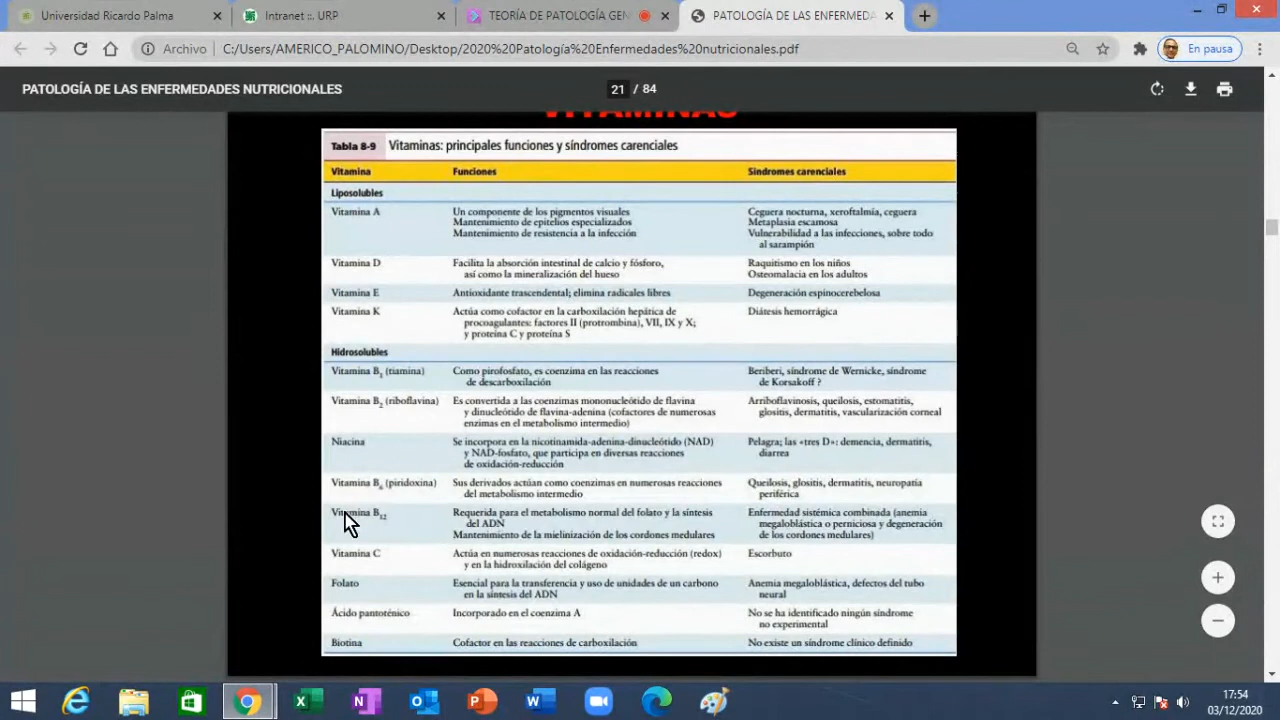 Universidad Ricardo Palma
Intranet ::. URP
TEORÍA DE PATOLOGÍA GEN
PATOLOGÍA DE LAS ENFERMEDA
Archivo
C:/Users/AMERICO_PALOMINO/Desktop/2020%20Patología%20Enfermedades%20nutricionales.pdf
En pausa
PATOLOGÍA DE LAS ENFERMEDADES NUTRICIONALES
21 / 84
VITAMINAS
Tabla 8-9 Vitaminas: principales funciones y síndromes carenciales
Vitamina Funciones Síndromes carenciales
Liposolubles
Vitamina A Un componente de los pigmentos visuales Ceguera nocturna, xeroftalmía, ceguera
Mantenimiento de epitelios especializados Metaplasia escamosa
Mantenimiento de resistencia a la infección Vulnerabilidad a las infecciones, sobre todo
al sarampión
Vitamina D Facilita la absorción intestinal de calcio y fósforo, Raquitismo en los niños
así como la mineralización del hueso Osteomalacia en los adultos
Vitamina E Antioxidante trascendental; elimina radicales libres Degeneración espinocerebelosa
Vitamina K Actúa como cofactor en la carboxilación hepática de Diátesis hemorrágica
procoagulantes: factores II (protrombina), VII, IX y X;
y proteína C y proteína S
Hidrosolubles
Vitamina B1 (tiamina) Como pirofosfato, es coenzima en las reacciones Beriberi, síndrome de Wernicke, síndrome
de descarboxilación de Korsakoff ?
Vitamina B2 (riboflavina) Es convertida a las coenzimas mononucleótido de flavina Arriboflavinosis, queilosis, estomatitis,
y dinucleótido de flavina-adenina (cofactores de numerosas glositis, dermatitis, vascularización corneal
enzimas en el metabolismo intermedio)
Niacina Se incorpora en la nicotinamida-adenina-dinucleótido (NAD) Pelagra; las «tres D»: demencia, dermatitis,
y NAD-fosfato, que participa en diversas reacciones diarrea
de oxidación-reducción
Vitamina B6 (piridoxina) Sus derivados actúan como coenzimas en numerosas reacciones Queilosis, glositis, dermatitis, neuropatía
del metabolismo intermedio periférica
Vitamina B12 Requerida para el metabolismo normal del folato y la síntesis Enfermedad sistémica combinada (anemia
del ADN megaloblástica o perniciosa y degeneración
Mantenimiento de la mielinización de los cordones medulares de los cordones medulares)
Vitamina C Actúa en numerosas reacciones de oxidación-reducción (redox) Escorbuto
y en la hidroxilación del colágeno
Folato Esencial para la transferencia y uso de unidades de un carbono Anemia megaloblástica, defectos del tubo
en la síntesis del ADN neural
Ácido pantoténico Incorporado en el coenzima A No se ha identificado ningún síndrome
no experimental
Biotina Cofactor en las reacciones de carboxilación No existe un síndrome clínico definido
17:54
03/12/2020